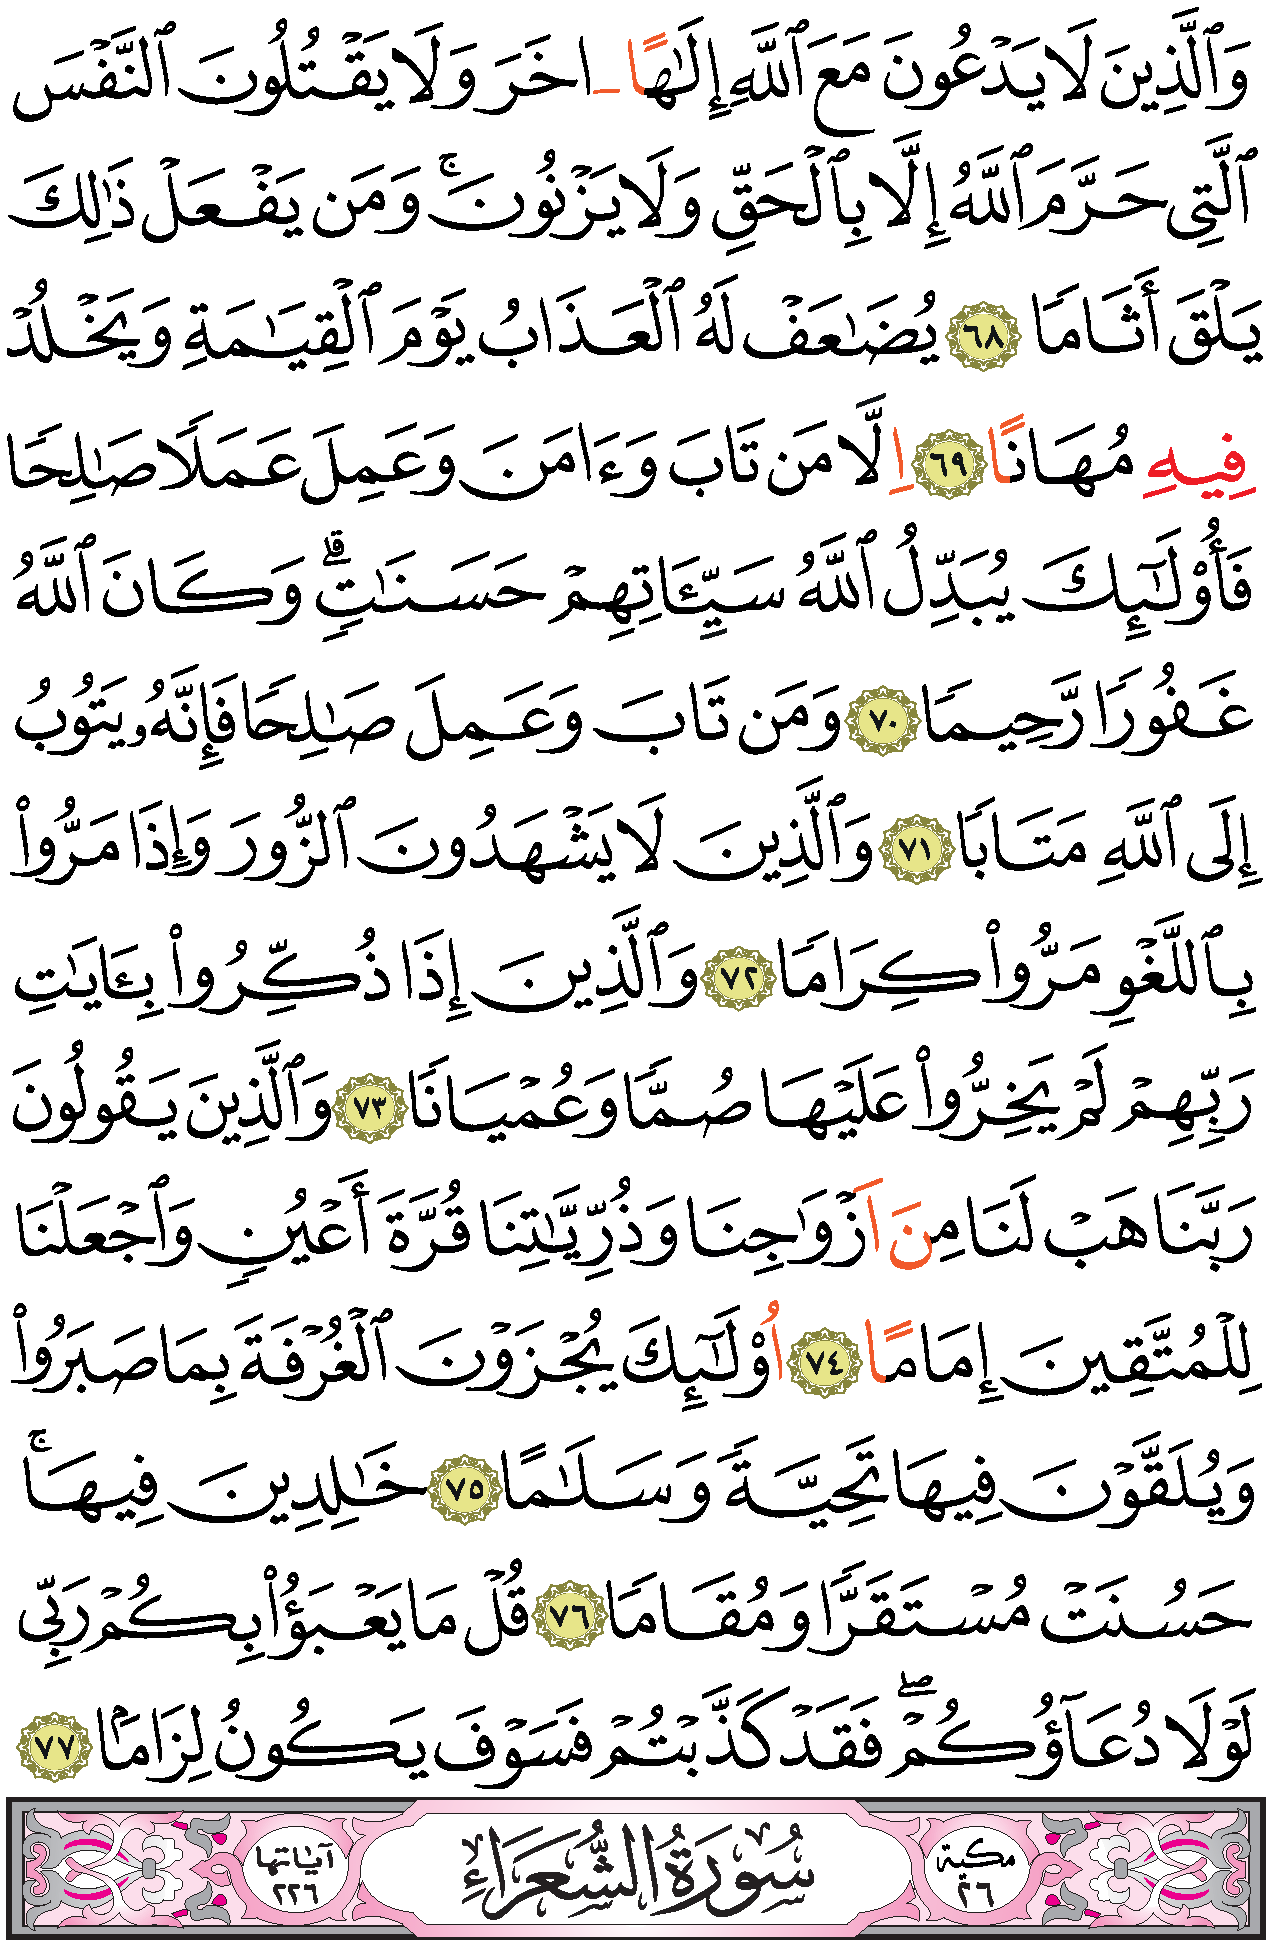 وَٱلَّذِينَ لَا يَدْعُونَ مَعَ ٱللَّهِ إِلَـٰهًا ـاخَرَ وَلَا يَقْتُلُونَ ٱلنَّفْسَ
ٱلَّتِى حَرَّمَ ٱللَّهُ إِلَّا بِٱلْحَقِّ وَلَا يَزْنُونَ ۚ وَمَن يَفْعَلْ ذَٰلِكَ
يَلْقَ أَثَامًا ٦٨ يُضَـٰعَفْ لَهُ ٱلْعَذَابُ يَوْمَ ٱلْقِيَـٰمَةِ وَيَخْلُدْ
فِيهِ مُهَانًا ٦٩ اِلَّا مَن تَابَ وَءَامَنَ وَعَمِلَ عَمَلًا صَـٰلِحًا
فَأُوْلَـٰٓئِكَ يُبَدِّلُ ٱللَّهُ سَيِّـَٔاتِهِمْ حَسَنَـٰتٍ ۗ وَكَانَ ٱللَّهُ
غَفُورًا رَّحِيمًا ٧٠ وَمَن تَابَ وَعَمِلَ صَـٰلِحًا فَإِنَّهُۥ يَتُوبُ
إِلَى ٱللَّهِ مَتَابًا ٧١ وَٱلَّذِينَ لَا يَشْهَدُونَ ٱلزُّورَ وَإِذَا مَرُّوا۟
بِٱللَّغْوِ مَرُّوا۟ كِرَامًا ٧٢ وَٱلَّذِينَ إِذَا ذُكِّرُوا۟ بِـَٔايَـٰتِ
رَبِّهِمْ لَمْ يَخِرُّوا۟ عَلَيْهَا صُمًّا وَعُمْيَانًا ٧٣ وَٱلَّذِينَ يَقُولُونَ
رَبَّنَا هَبْ لَنَا مِنَ اَزْوَٰجِنَا وَذُرِّيَّـٰتِنَا قُرَّةَ أَعْيُنٍ وَٱجْعَلْنَا
لِلْمُتَّقِينَ إِمَامًا ٧٤ اُوْلَـٰٓئِكَ يُجْزَوْنَ ٱلْغُرْفَةَ بِمَا صَبَرُوا۟
وَيُلَقَّوْنَ فِيهَا تَحِيَّةً وَسَلَـٰمًا ٧٥ خَـٰلِدِينَ فِيهَا ۚ
حَسُنَتْ مُسْتَقَرًّا وَمُقَامًا ٧٦ قُلْ مَا يَعْبَؤُا۟ بِكُمْ رَبِّى
لَوْلَا دُعَآؤُكُمْ ۖ فَقَدْ كَذَّبْتُمْ فَسَوْفَ يَكُونُ لِزَامًۢا ٧٧
مكية ٢٦ سُورَةُ الشُّعَرَاءِ آياتها ٢٢٦